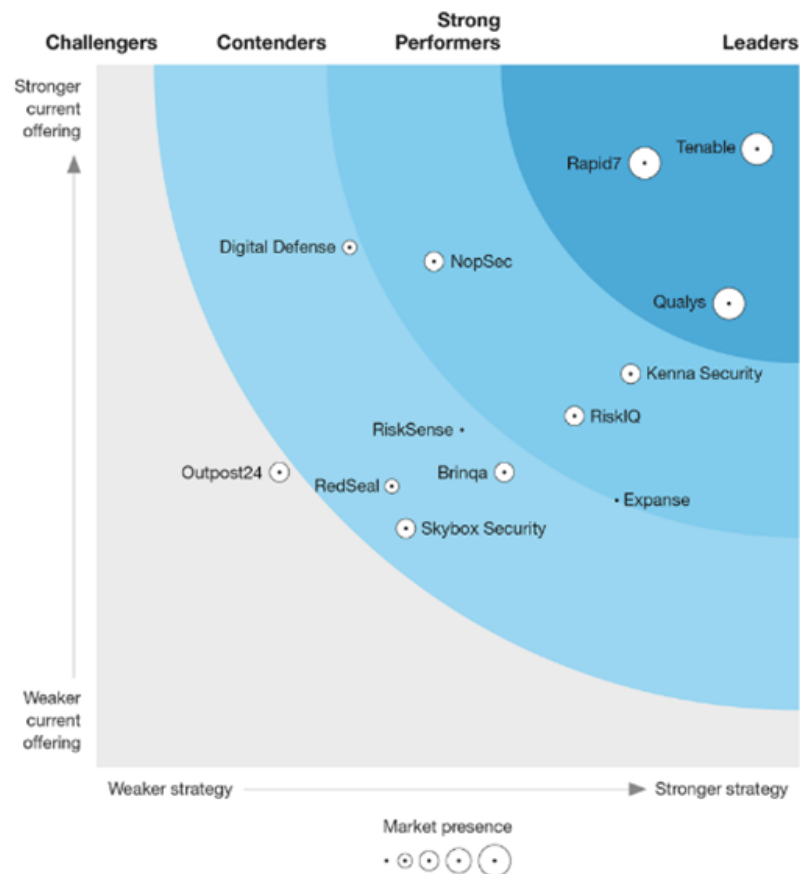 Challengers
Contenders
Strong
Performers
Leaders
Stronger
current
offering
Tenable
Rapid7
Digital Defense
NopSec
Qualys
Kenna Security
RiskIQ
RiskSense
Outpost24
Brinqa
RedSeal
Expanse
Skybox Security
Weaker
current
offering
Weaker strategy
Stronger strategy
Market presence